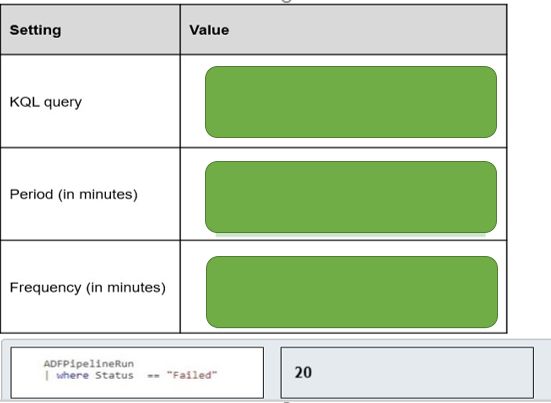 Setting Value
KQL query
Period (in minutes)
Frequency (in minutes)
ADFPipelineRun
| where Status == "Failed"
20